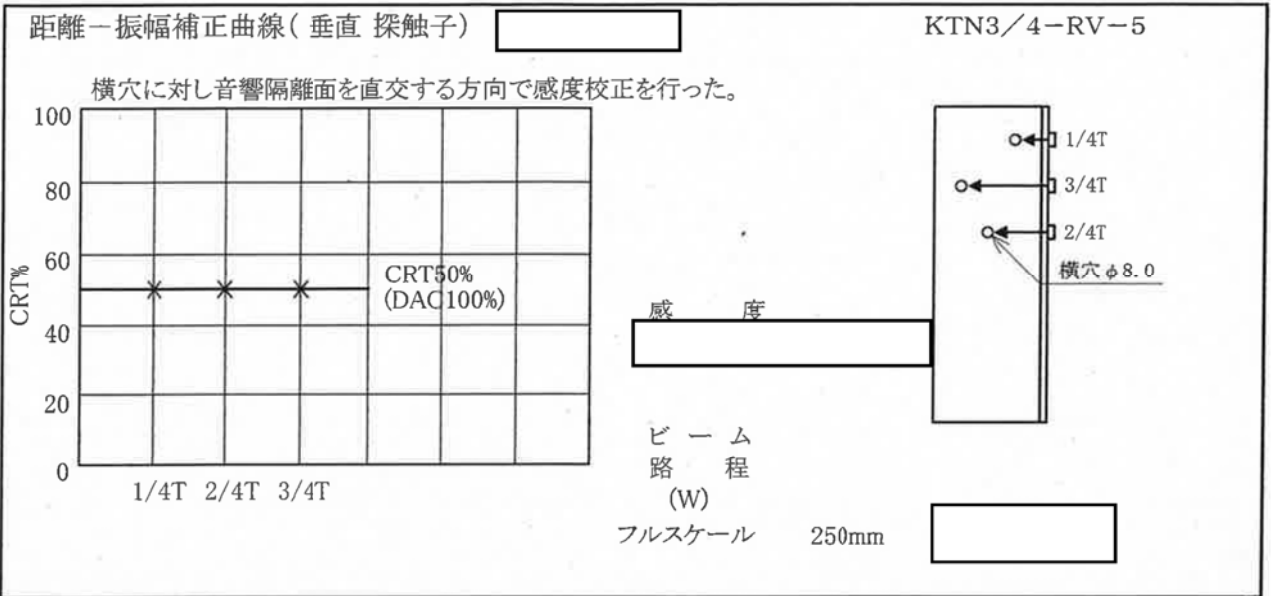 距離－振幅補正曲線( 垂直 探触子)
KTN3／4－RV－5
横穴に対し音響隔離面を直交する方向で感度校正を行った。
100
80
60
40
20
0
CRT%
CRT50%
(DAC100%)
1/4T 2/4T 3/4T
1/4T
3/4T
2/4T
横穴φ8.0
感 度
ビ ー ム
路 程
(W)
フルスケール 250mm